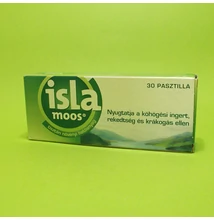 isla
moos®
30 PASZTILLA
Nyugtatja a köhögési ingert,
rekedtség és krákogás ellen